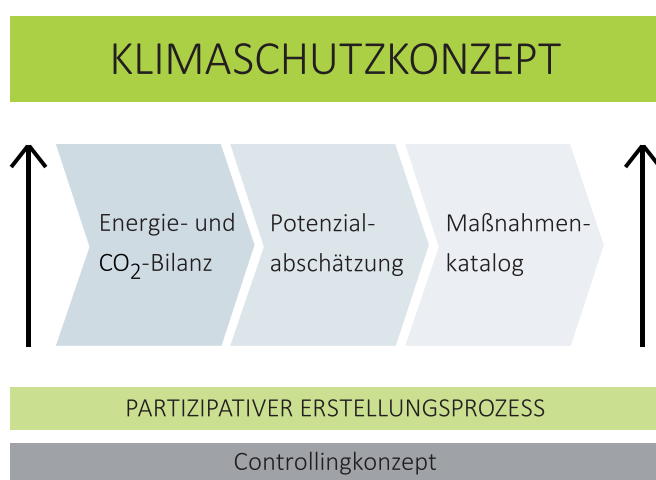 KLIMASCHUTZKONZEPT
Energie- und
CO₂-Bilanz
Potenzial-
abschätzung
Maßnahmen-
katalog
PARTIZIPATIVER ERSTELLUNGSPROZESS
Controllingkonzept